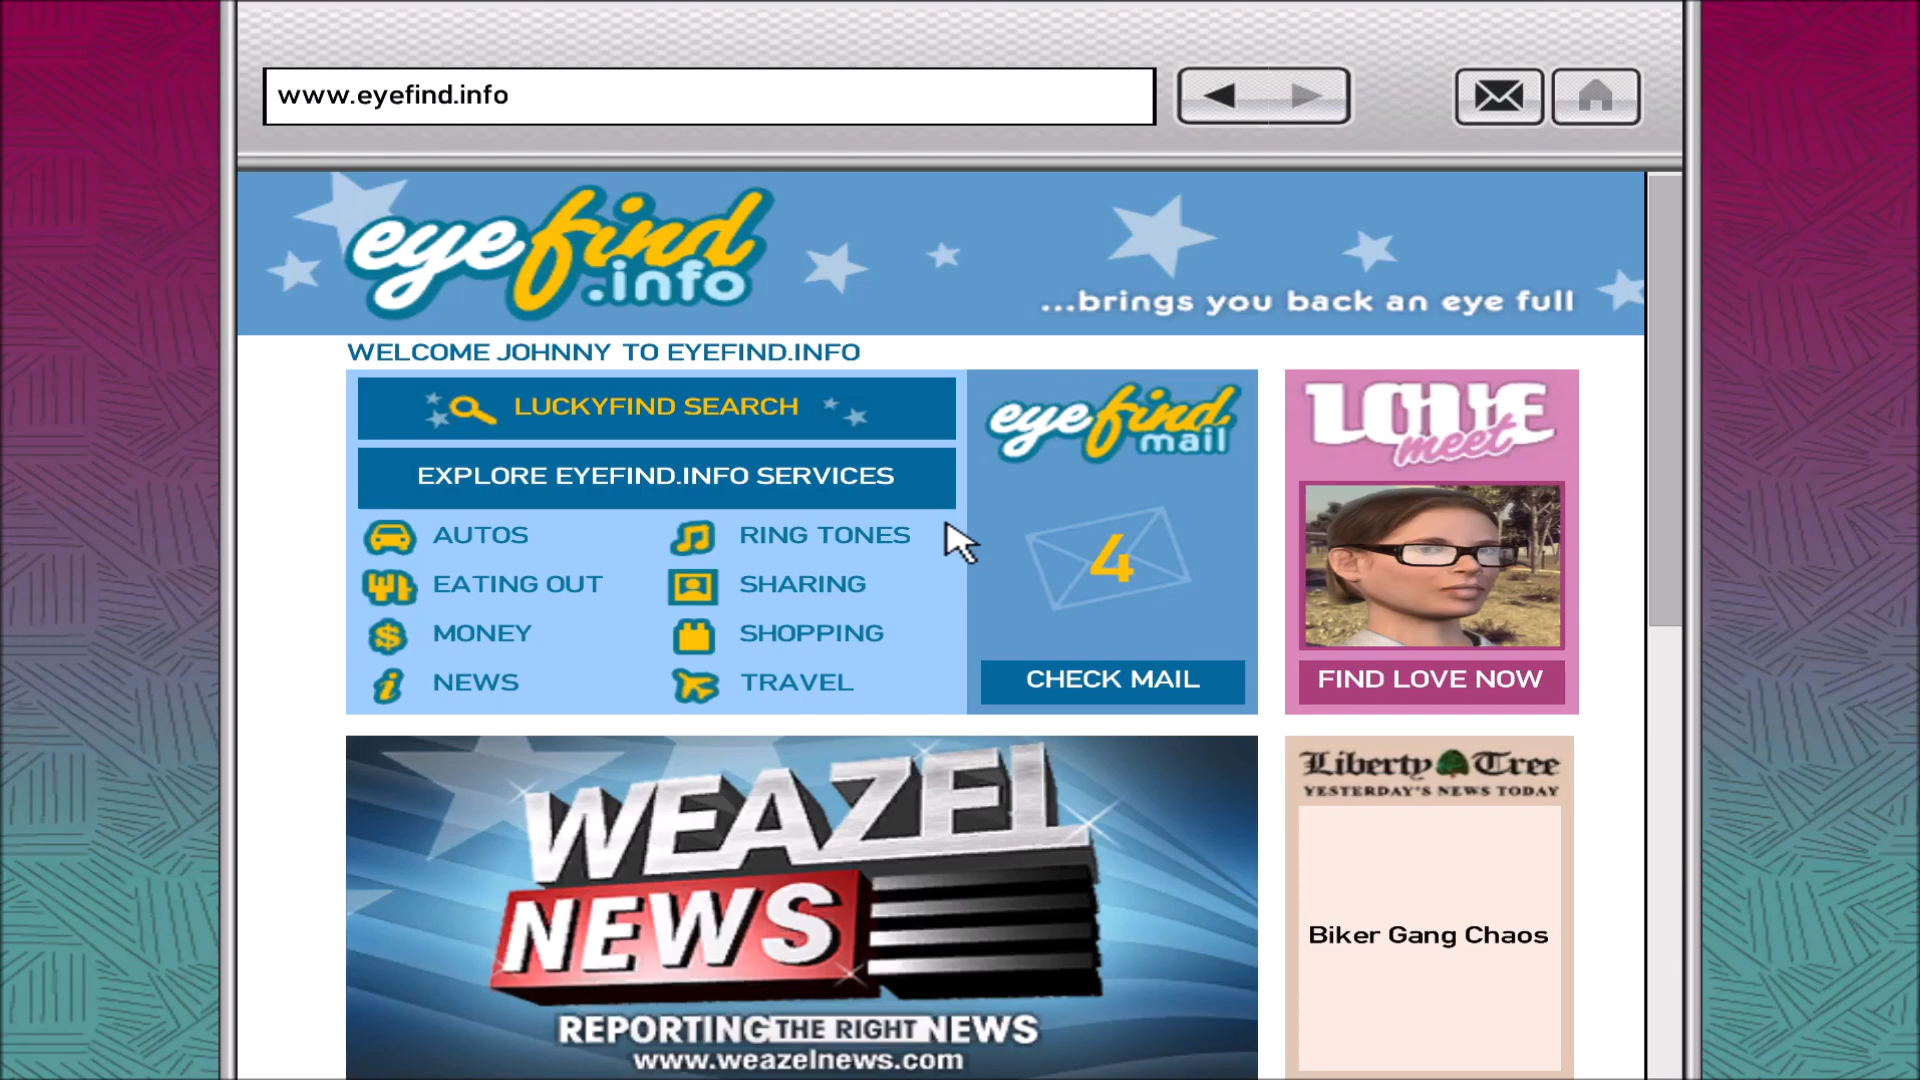 www.eyefind.info
eyefind
.info
...brings you back an eye full
WELCOME JOHNNY TO EYEFIND.INFO
LUCKYFIND SEARCH
EXPLORE EYEFIND.INFO SERVICES
AUTOS
RING TONES
EATING OUT
SHARING
MONEY
SHOPPING
NEWS
TRAVEL
eyefind
mail
4
CHECK MAIL
LOVE
meet
FIND LOVE NOW
WEAZEL
NEWS
REPORTING THE RIGHT NEWS
www.weazelnews.com
Liberty Tree
YESTERDAY'S NEWS TODAY
Biker Gang Chaos